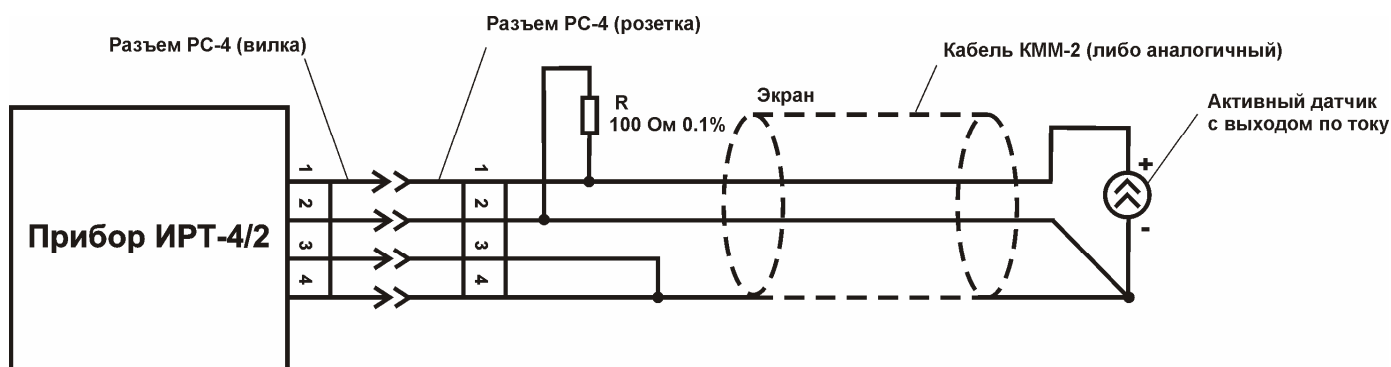 Разъем РС-4 (розетка)
Разъем РС-4 (вилка)
Кабель КММ-2 (либо аналогичный)
Экран
R
100 Ом 0.1%
Активный датчик
с выходом по току
Прибор ИРТ-4/2
1
2
3
4
1
2
3
4
+
-